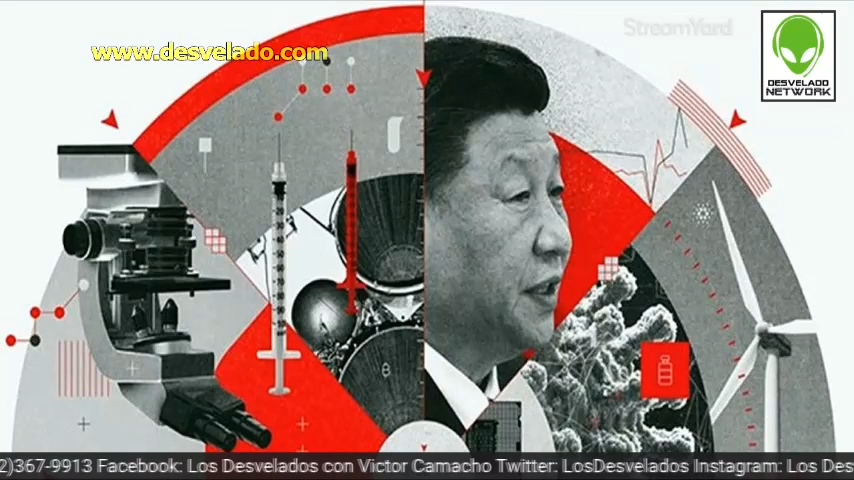 StreamYard
www.desvelado.com
DESVELADO
NETWORK
2)367-9913 Facebook: Los Desvelados con Victor Camacho Twitter: LosDesvelados Instagram: Los Des